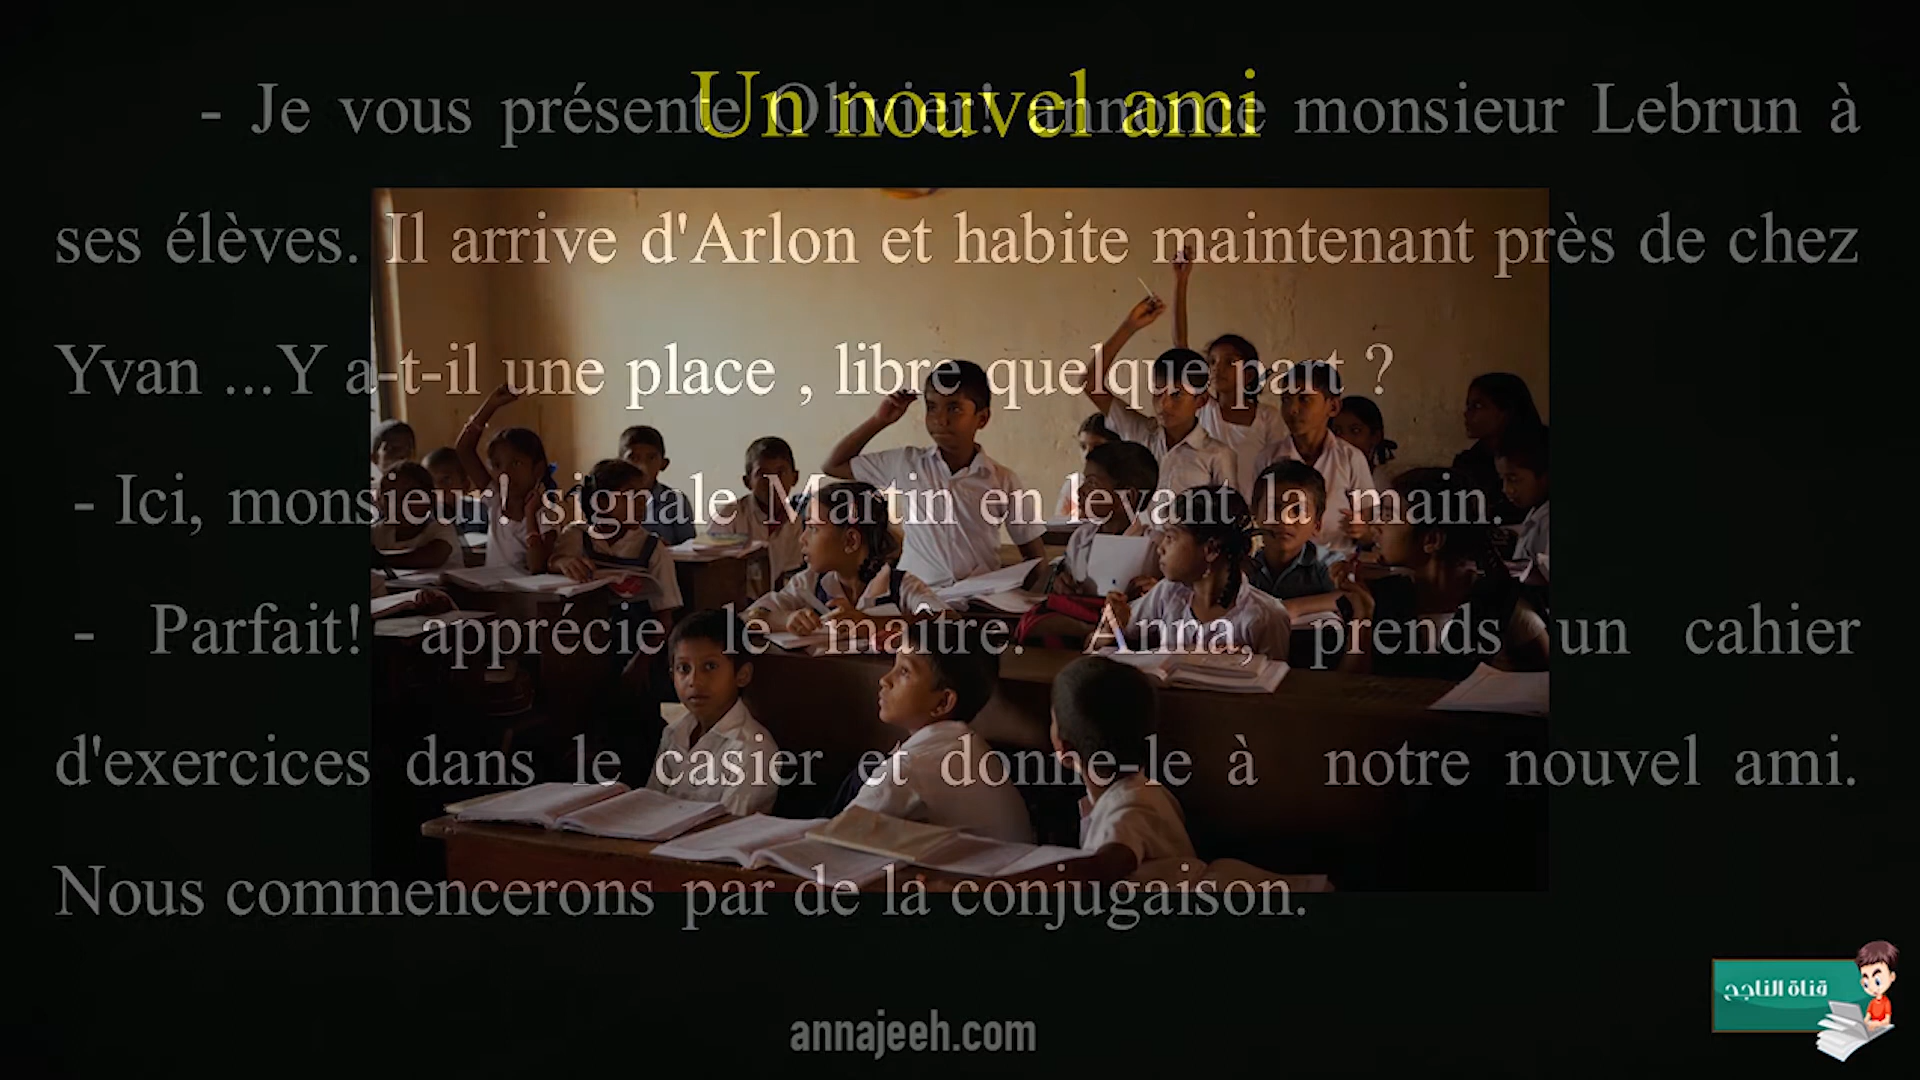 Un nouvel ami
- Je vous présente Olivier! annonce monsieur Lebrun à
ses élèves. Il arrive d'Arlon et habite maintenant près de chez
Yvan ...Y a-t-il une place , libre quelque part ?
- Ici, monsieur! signale Martin en levant la main.
- Parfait! apprécie le maître. Anna, prends un cahier
d'exercices dans le casier et donne-le à notre nouvel ami.
Nous commencerons par de la conjugaison.
قناة الناجح
annajeeh.com